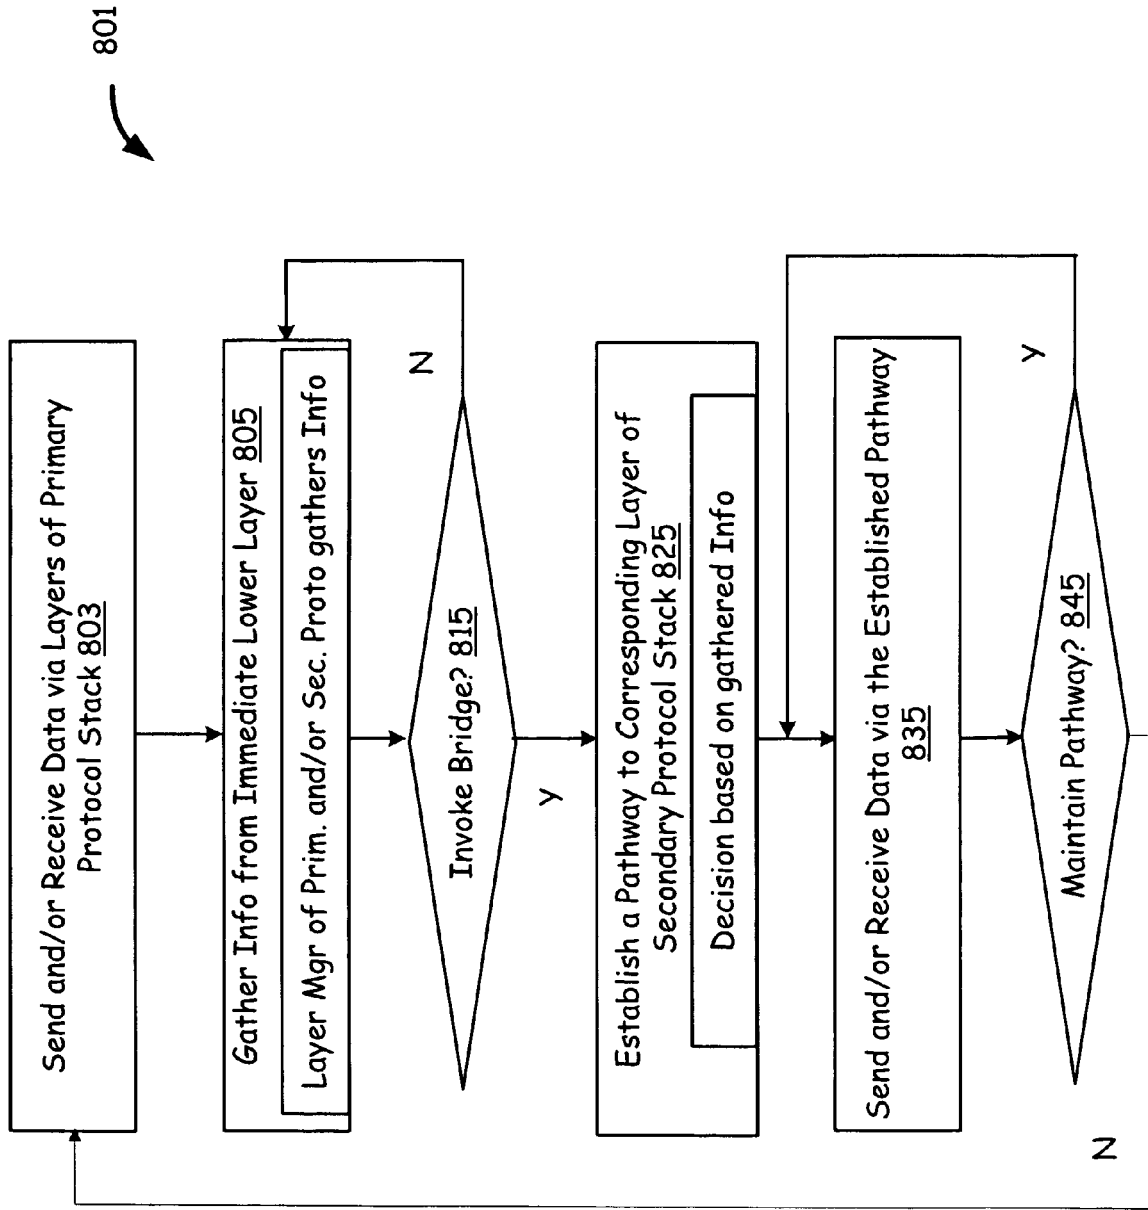 801
Send and/or Receive Data via Layers of Primary
Protocol Stack 803
Gather Info from Immediate Lower Layer 805
Layer Mgr of Prim. and/or Sec. Proto gathers Info
N
Invoke Bridge? 815
y
Establish a Pathway to Corresponding Layer of
Secondary Protocol Stack 825
Decision based on gathered Info
Send and/or Receive Data via the Established Pathway
835
y
Maintain Pathway? 845
N